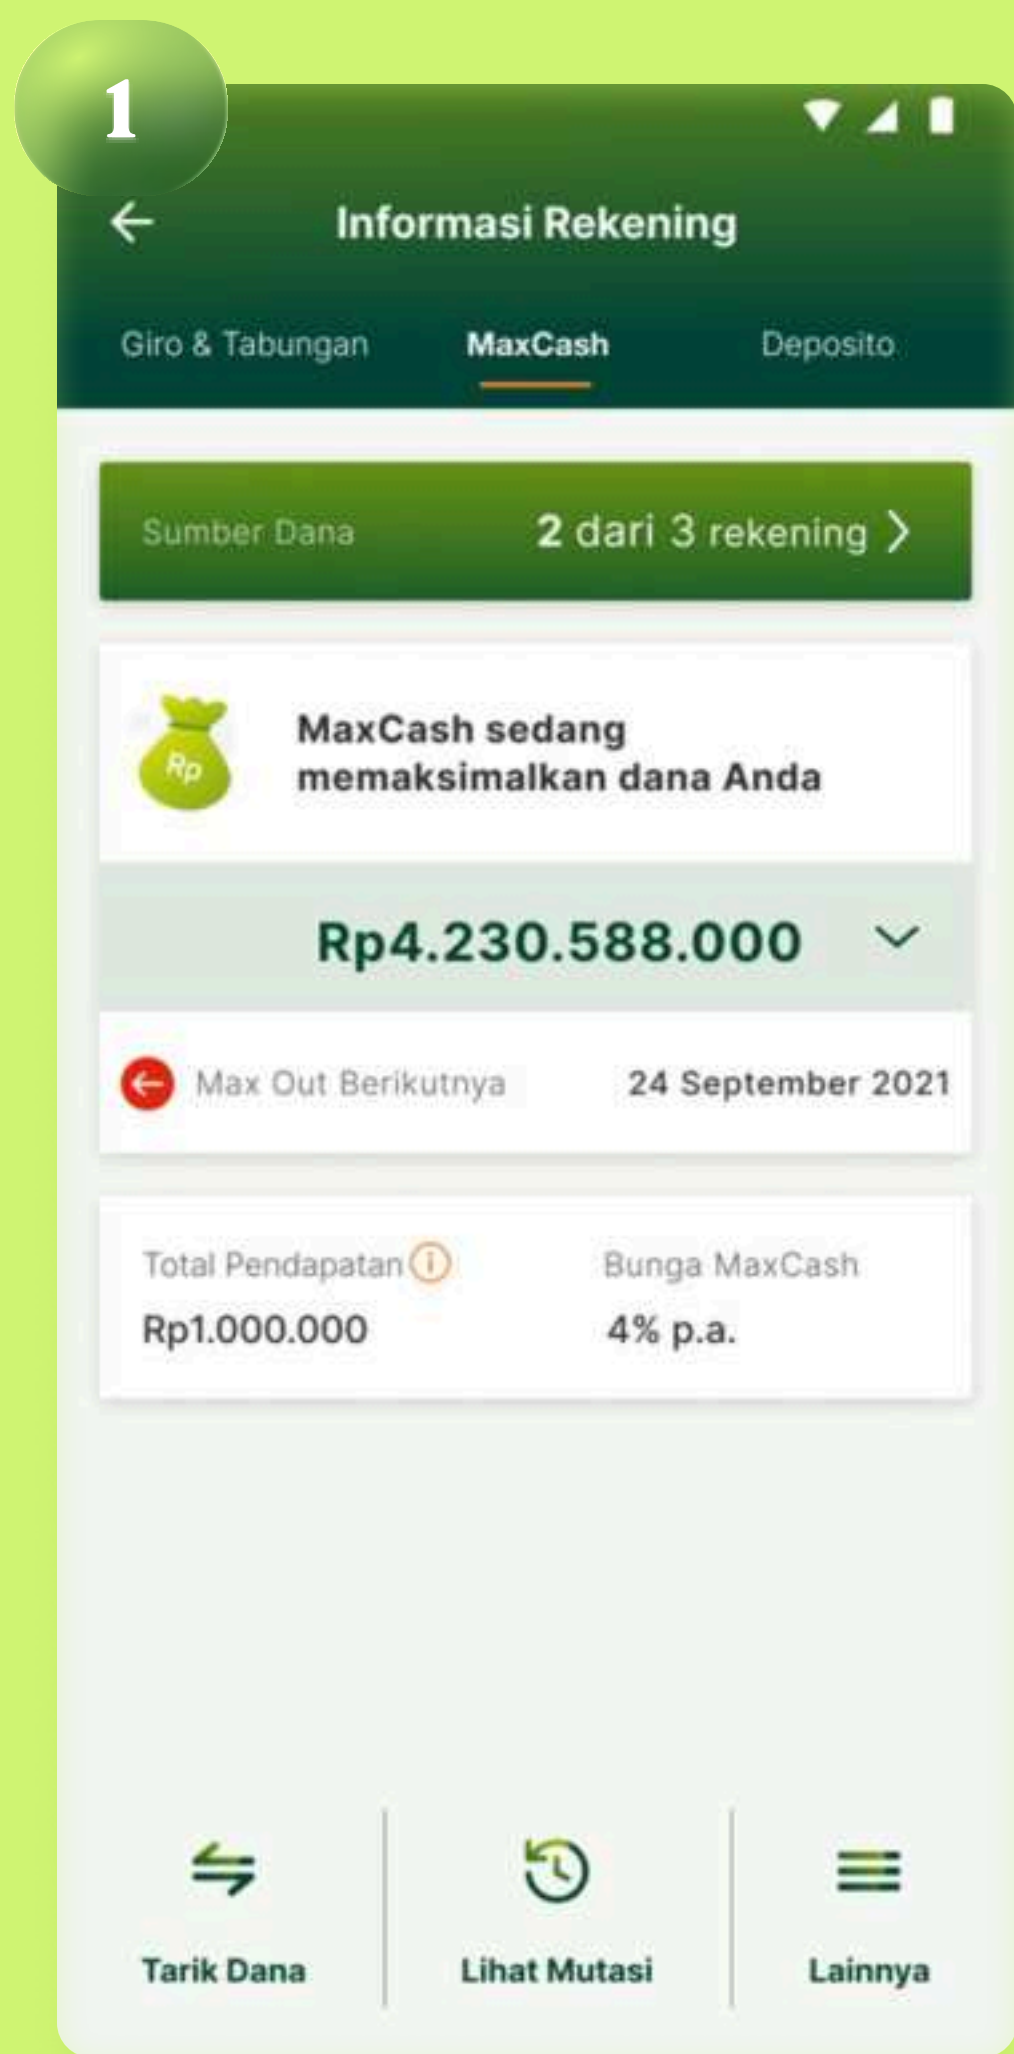 1
Informasi Rekening
Giro & Tabungan MaxCash Deposito
Sumber Dana 2 dari 3 rekening
Rp
MaxCash sedang
memaksimalkan dana Anda
Rp4.230.588.000
Max Out Berikutnya 24 September 2021
Total Pendapatan Bunga MaxCash
Rp1.000.000 4% p.a.
Tarik Dana Lihat Mutasi Lainnya